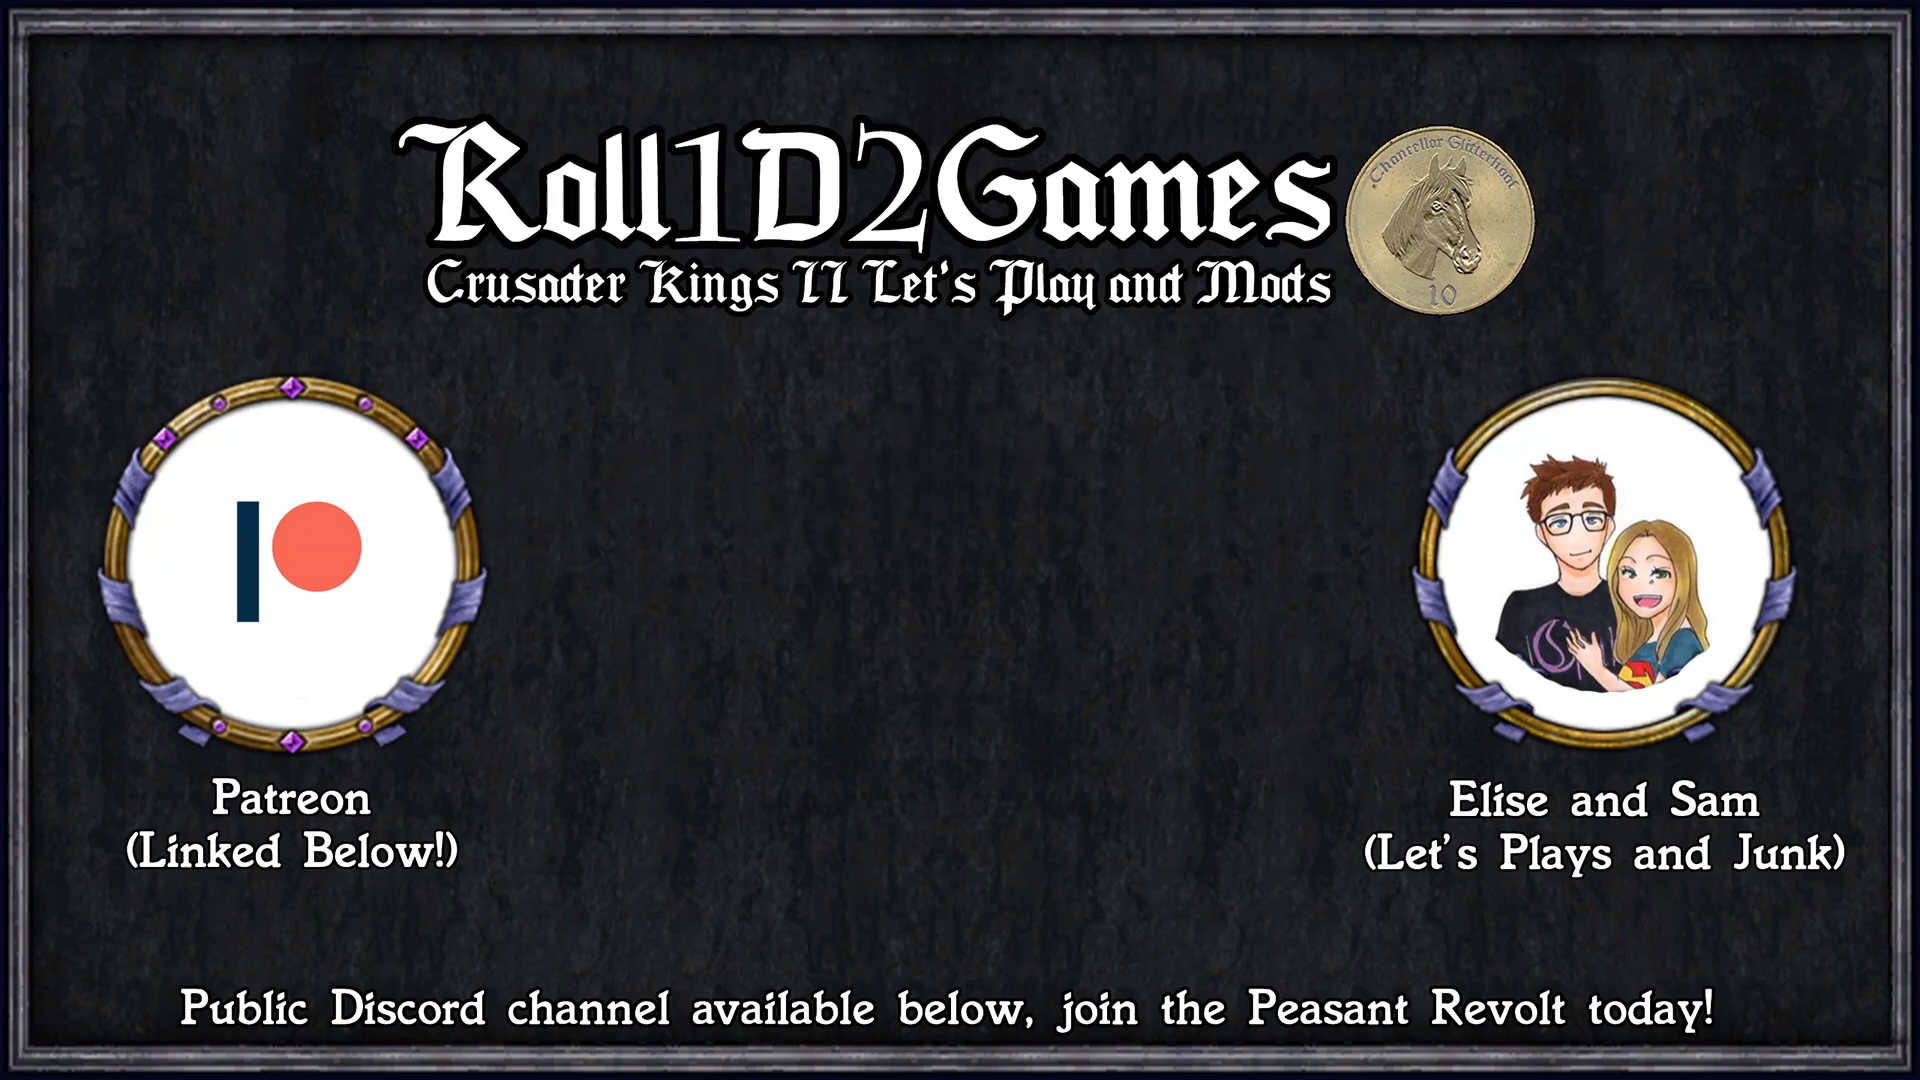 Roll1D2Games
Chancellor Glitterhoof
10
Crusader Kings II Let's Play and Mods
Patreon
(Linked Below!)
Elise and Sam
(Let's Plays and Junk)
Public Discord channel available below, join the Peasant Revolt today!